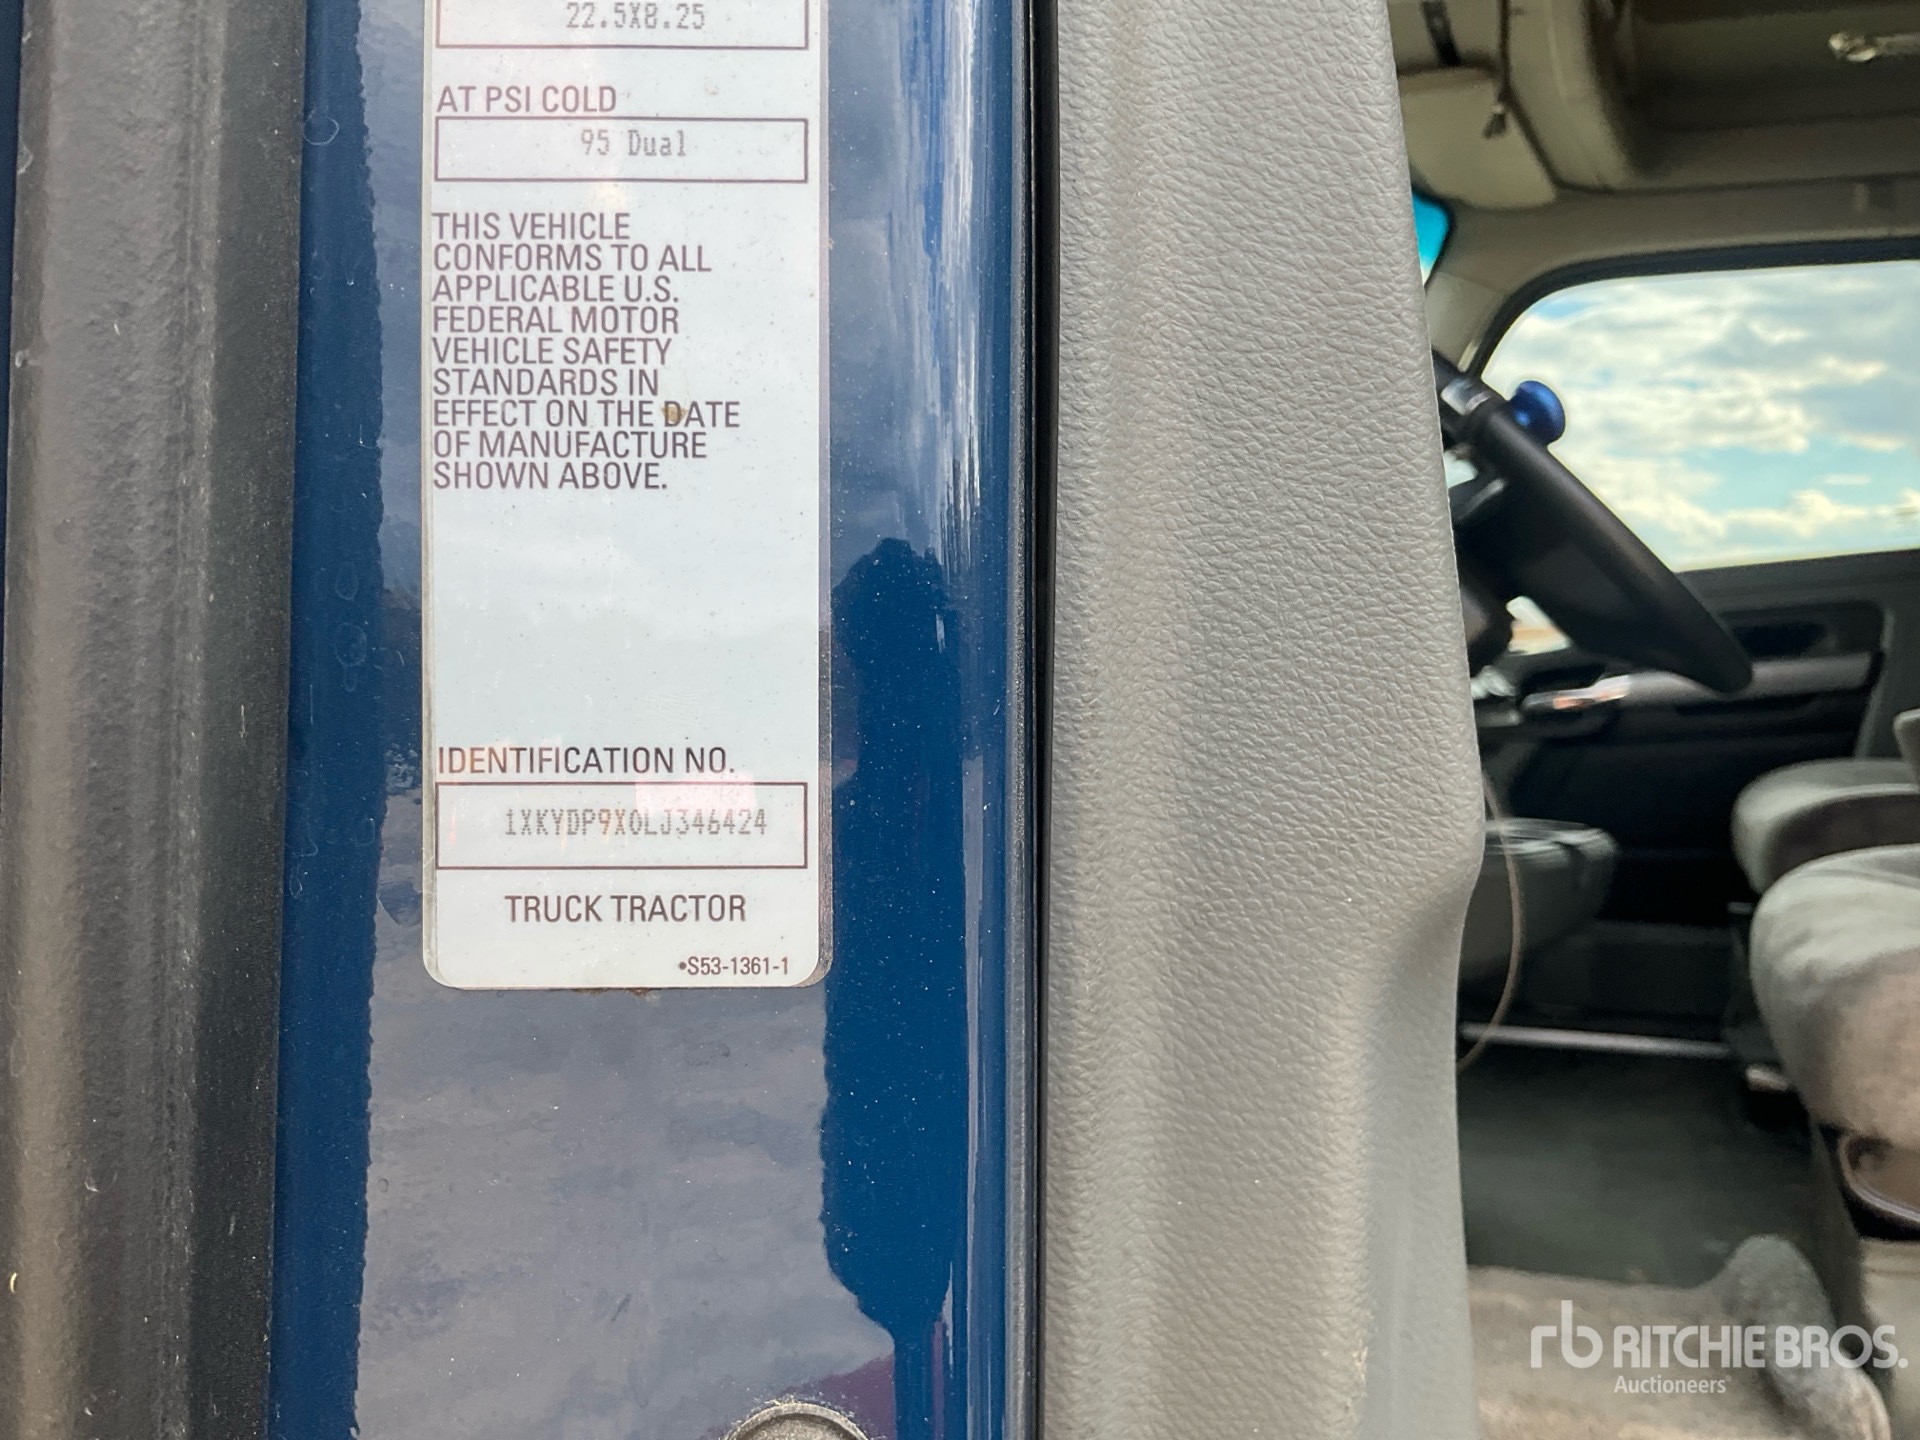 22.5X8.25
AT PSI COLD
95 Dual
THIS VEHICLE
CONFORMS TO ALL
APPLICABLE U.S.
FEDERAL MOTOR
VEHICLE SAFETY
STANDARDS IN
EFFECT ON THE DATE
OF MANUFACTURE
SHOWN ABOVE.
IDENTIFICATION NO.
1XKYDP9X0LJ346424
TRUCK TRACTOR
•S53-1361-1
rb RITCHIE BROS.
Auctioneers